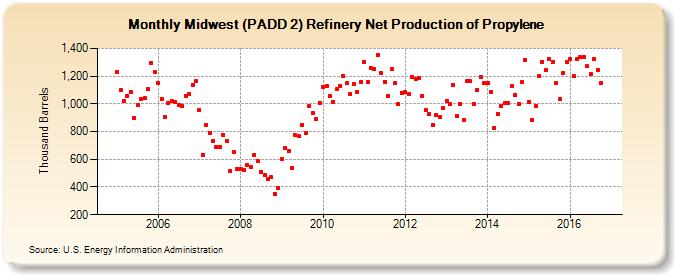 Monthly Midwest (PADD 2) Refinery Net Production of Propylene
Thousand Barrels
1,400
1,200
1,000
800
600
400
200
2006 2008 2010 2012 2014 2016
Source: U.S. Energy Information Administration